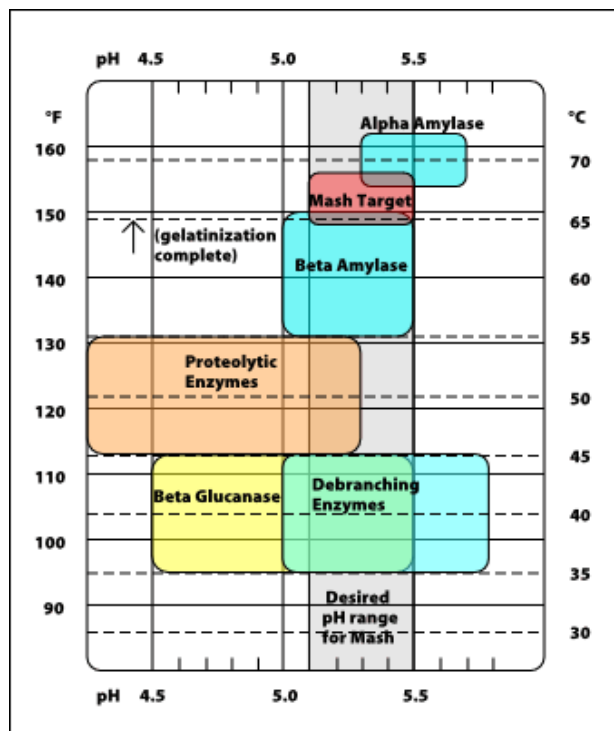 pH 4.5 5.0 5.5
°F °C
Alpha Amylase
160
70
Mash Target
150
65
(gelatinization
complete)
Beta Amylase
140
60
130
55
Proteolytic
Enzymes
120
50
110
45
Beta Glucanase
Debranching
Enzymes
40
100
35
90
Desired
pH range
for Mash
30
pH 4.5 5.0 5.5